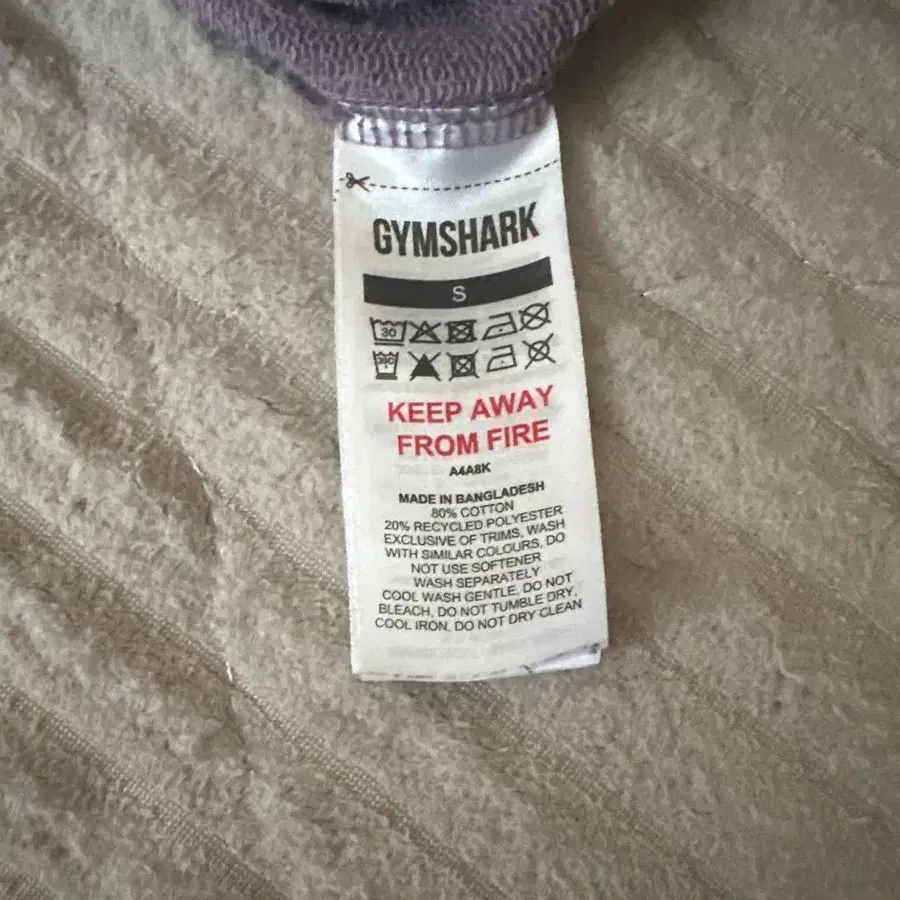 GYMSHARK
S
30
30C
KEEP AWAY
FROM FIRE
A4A8K
MADE IN BANGLADESH
80% COTTON
20% RECYCLED POLYESTER
EXCLUSIVE OF TRIMS, WASH
WITH SIMILAR COLOURS, DO
NOT USE SOFTENER
WASH SEPARATELY
COOL WASH GENTLE, DO NOT
BLEACH, DO NOT TUMBLE DRY,
COOL IRON, DO NOT DRY CLEAN